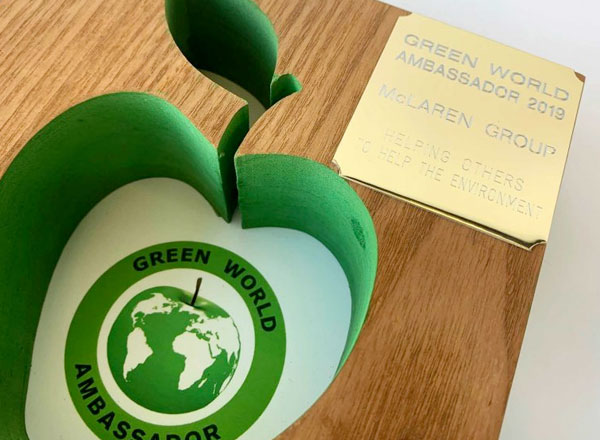 GREEN WORLD
AMBASSADOR 2019
McLAREN GROUP
HELPING OTHERS
TO HELP THE ENVIRONMENT
GREEN WORLD
AMBASSADOR